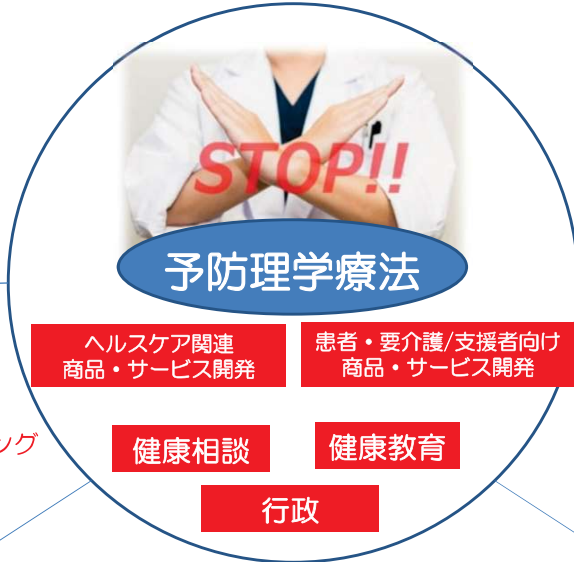 STOP!!
予防理学療法
ヘルスケア関連
商品・サービス開発
患者・要介護/支援者向け
商品・サービス開発
ング
健康相談
健康教育
行政